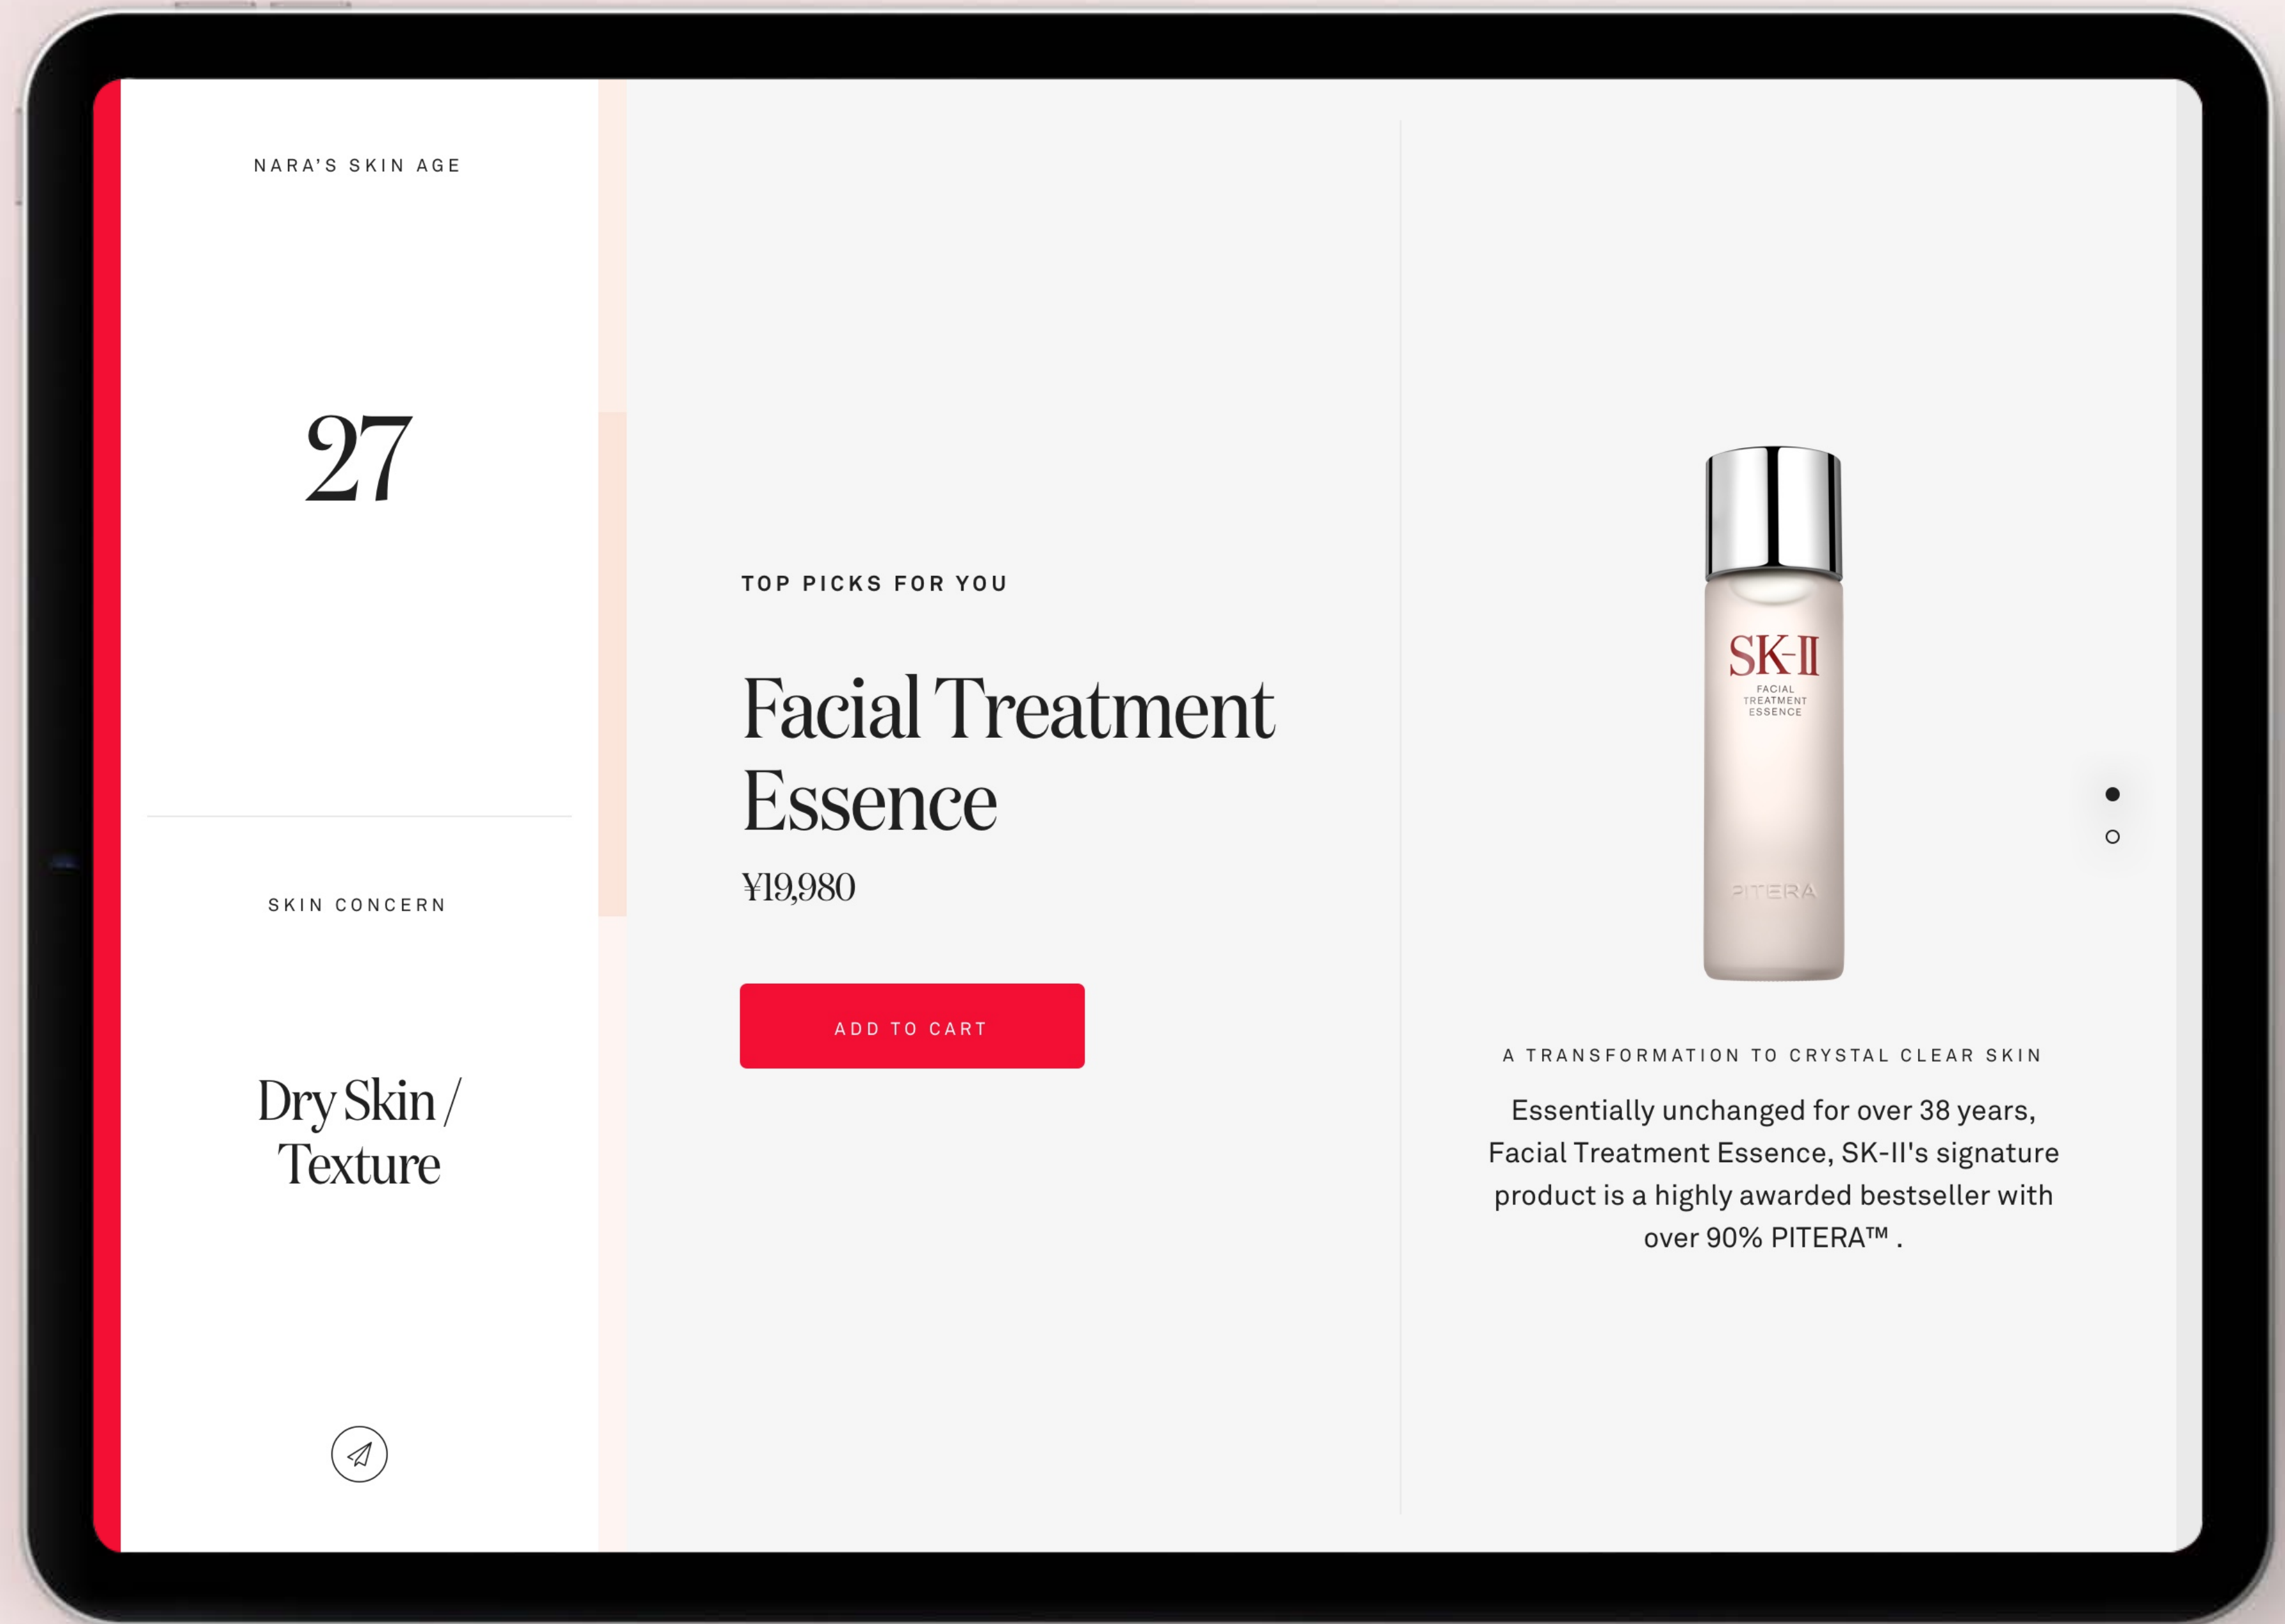 NARA’S SKIN AGE
27
SKIN CONCERN
Dry Skin /
Texture
TOP PICKS FOR YOU
Facial Treatment
Essence
¥19,980
ADD TO CART
SK-II
FACIAL
TREATMENT
ESSENCE
PITERA
A TRANSFORMATION TO CRYSTAL CLEAR SKIN
Essentially unchanged for over 38 years,
Facial Treatment Essence, SK-II's signature
product is a highly awarded bestseller with
over 90% PITERA™ .